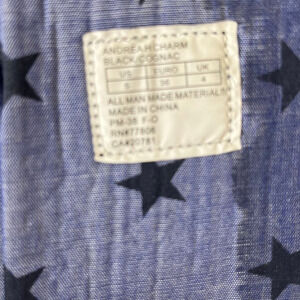 ANDREA.H CHARM
BLACK/COGNAC
US EURO UK
6 36 4
ALL MAN MADE MATERIALS
MADE IN CHINA
PM-38 F-O
RN#77806
CA#20781